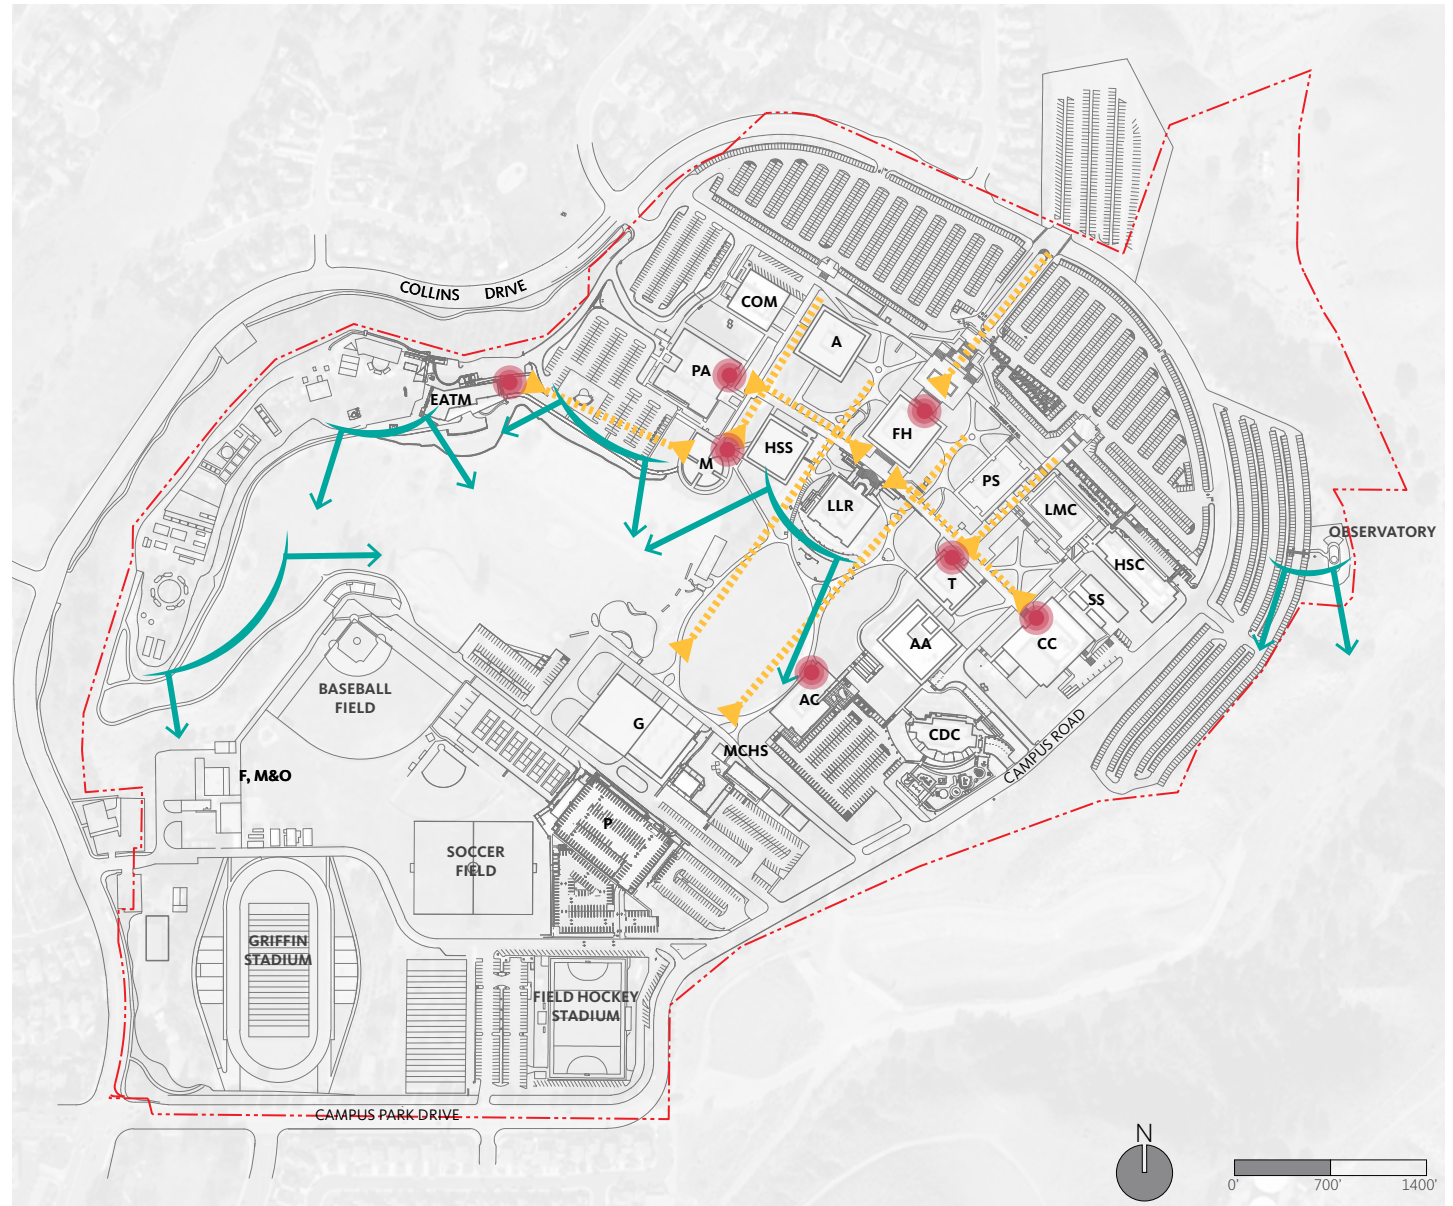 COLLINS DRIVE
COM
A
PA
EATM
FH
HSS
M
PS
LLR
LMC
OBSERVATORY
HSC
T
SS
AA
CC
BASEBALL
FIELD
AC
G
CDC
MCHS
CAMPUS ROAD
F, M&O
P
SOCCER
FIELD
GRIFFIN
STADIUM
FIELD HOCKEY
STADIUM
CAMPUS PARK DRIVE
N
0' 700' 1400'